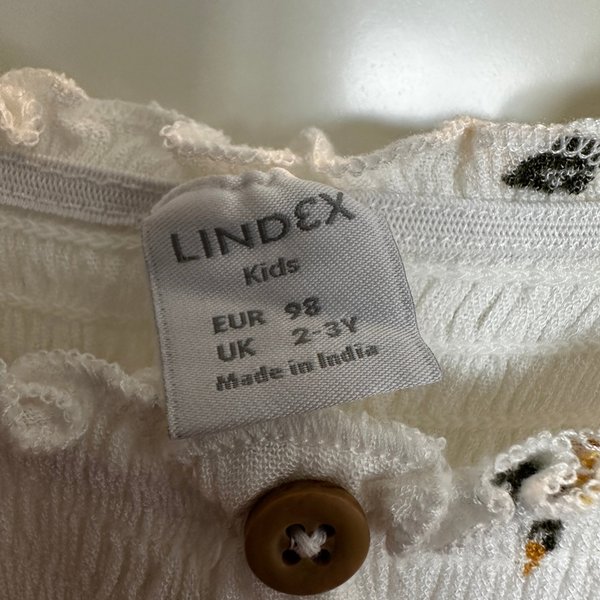 LINDEX
Kids
EUR 98
UK 2-3Y
Made in India